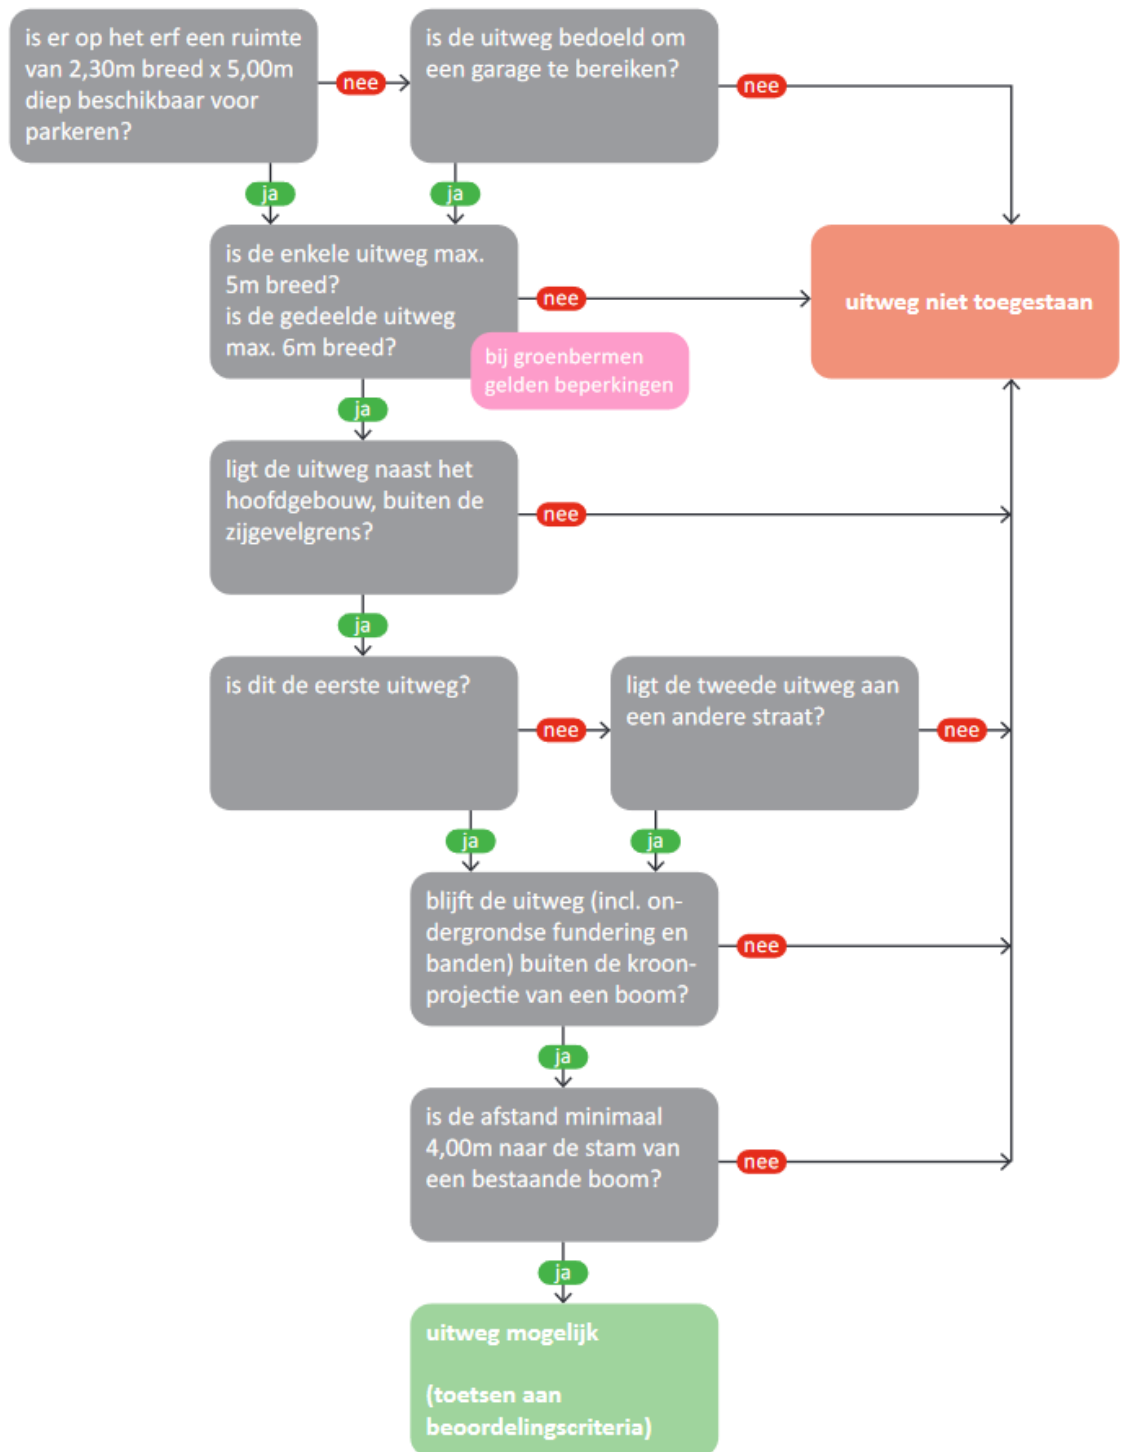 is er op het erf een ruimte
van 2,30m breed x 5,00m
diep beschikbaar voor
parkeren?
nee
is de uitweg bedoeld om
een garage te bereiken?
nee
ja
ja
is de enkele uitweg max.
5m breed?
is de gedeelde uitweg
max. 6m breed?
nee
uitweg niet toegestaan
bij groenbermen
gelden beperkingen
ja
ligt de uitweg naast het
hoofdgebouw, buiten de
zijgevelgrens?
nee
ja
is dit de eerste uitweg?
nee
ligt de tweede uitweg aan
een andere straat?
nee
ja
ja
blijft de uitweg (incl. on-
dergrondse fundering en
banden) buiten de kroon-
projectie van een boom?
nee
ja
is de afstand minimaal
4,00m naar de stam van
een bestaande boom?
nee
ja
uitweg mogelijk
(toetsen aan
beoordelingscriteria)